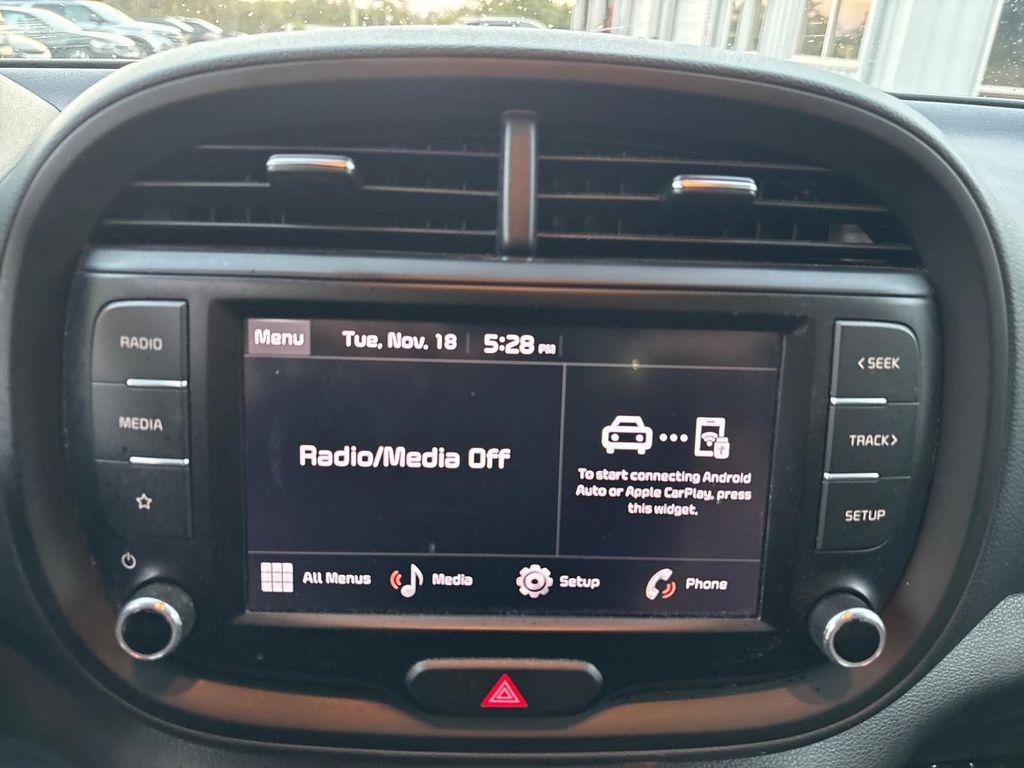 Menu Tue, Nov. 18 5:28 PM
RADIO
< SEEK
MEDIA
TRACK >
Radio/Media Off
To start connecting Android
Auto or Apple CarPlay, press
this widget.
SETUP
All Menus Media Setup Phone